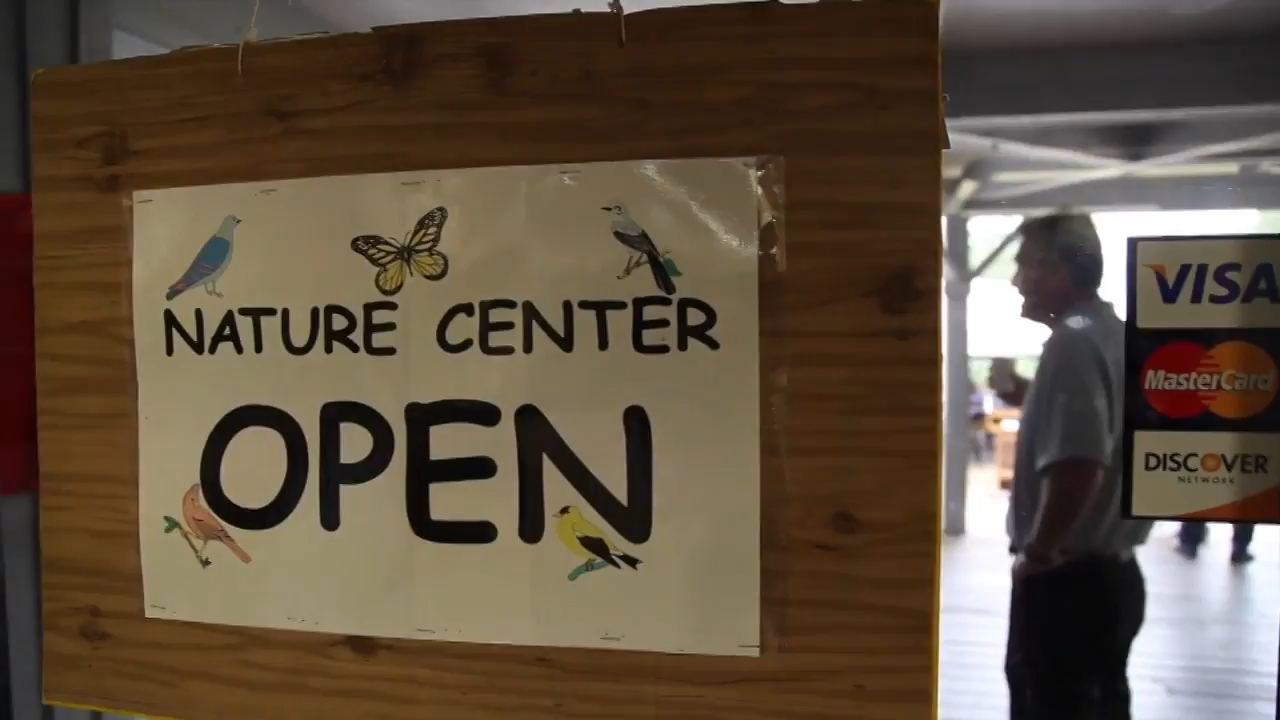 NATURE CENTER
OPEN
VISA
MasterCard
DISCOVER
NETWORK